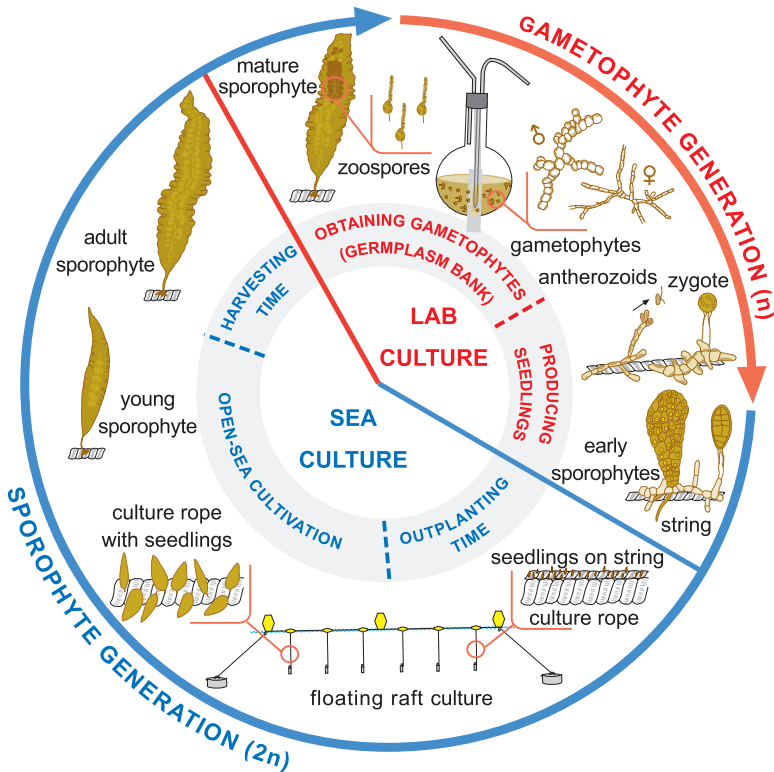 GAMETOPHYTE GENERATION (n)
mature
sporophyte
zoospores
♂
♀
gametophytes
antherozoids
zygote
early
sporophytes
string
seedlings on string
culture rope
floating raft culture
culture rope
with seedlings
young
sporophyte
adult
sporophyte
SPOROPHYTE GENERATION (2n)
OBTAINING GAMETOPHYTES
(GERMPLASM BANK)
PRODUCING
SEEDLINGS
OUTPLANTING
TIME
OPEN-SEA CULTIVATION
HARVESTING
TIME
LAB
CULTURE
SEA
CULTURE